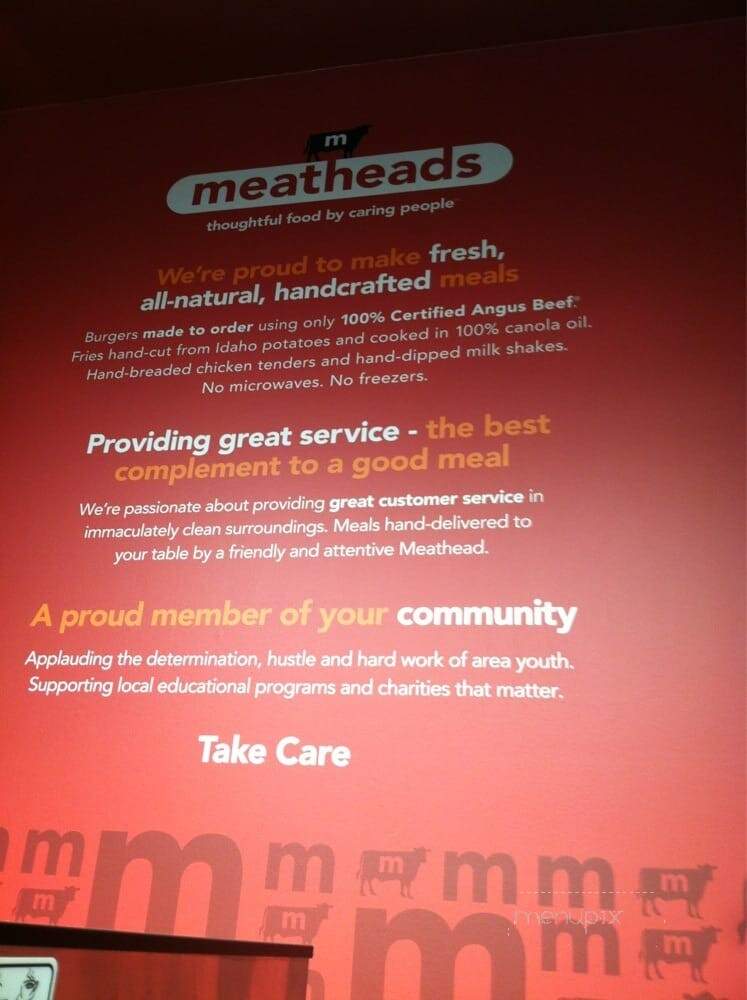 m
meatheads
thoughtful food by caring people
We're proud to make fresh,
all-natural, handcrafted meals
Burgers made to order using only 100% Certified Angus Beef.®
Fries hand-cut from Idaho potatoes and cooked in 100% canola oil.
Hand-breaded chicken tenders and hand-dipped milk shakes.
No microwaves. No freezers.
Providing great service - the best
complement to a good meal
We're passionate about providing great customer service in
immaculately clean surroundings. Meals hand-delivered to
your table by a friendly and attentive Meathead.
A proud member of your community
Applauding the determination, hustle and hard work of area youth.
Supporting local educational programs and charities that matter.
Take Care
m m m m m m m
m m m m m
menupix